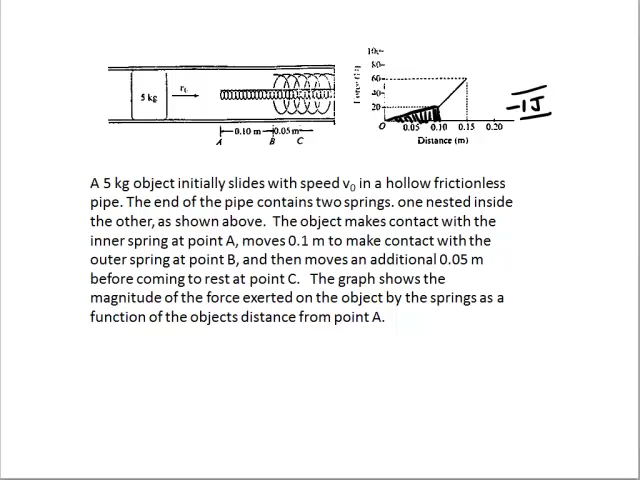 80
60
40
20
5 kg
0.10 m
0.05 m
A
B
C
O
0.05
0.10
0.15
0.20
Distance (m)
-1J
A 5 kg object initially slides with speed v0 in a hollow frictionless
pipe. The end of the pipe contains two springs. one nested inside
the other, as shown above. The object makes contact with the
inner spring at point A, moves 0.1 m to make contact with the
outer spring at point B, and then moves an additional 0.05 m
before coming to rest at point C. The graph shows the
magnitude of the force exerted on the object by the springs as a
function of the objects distance from point A.